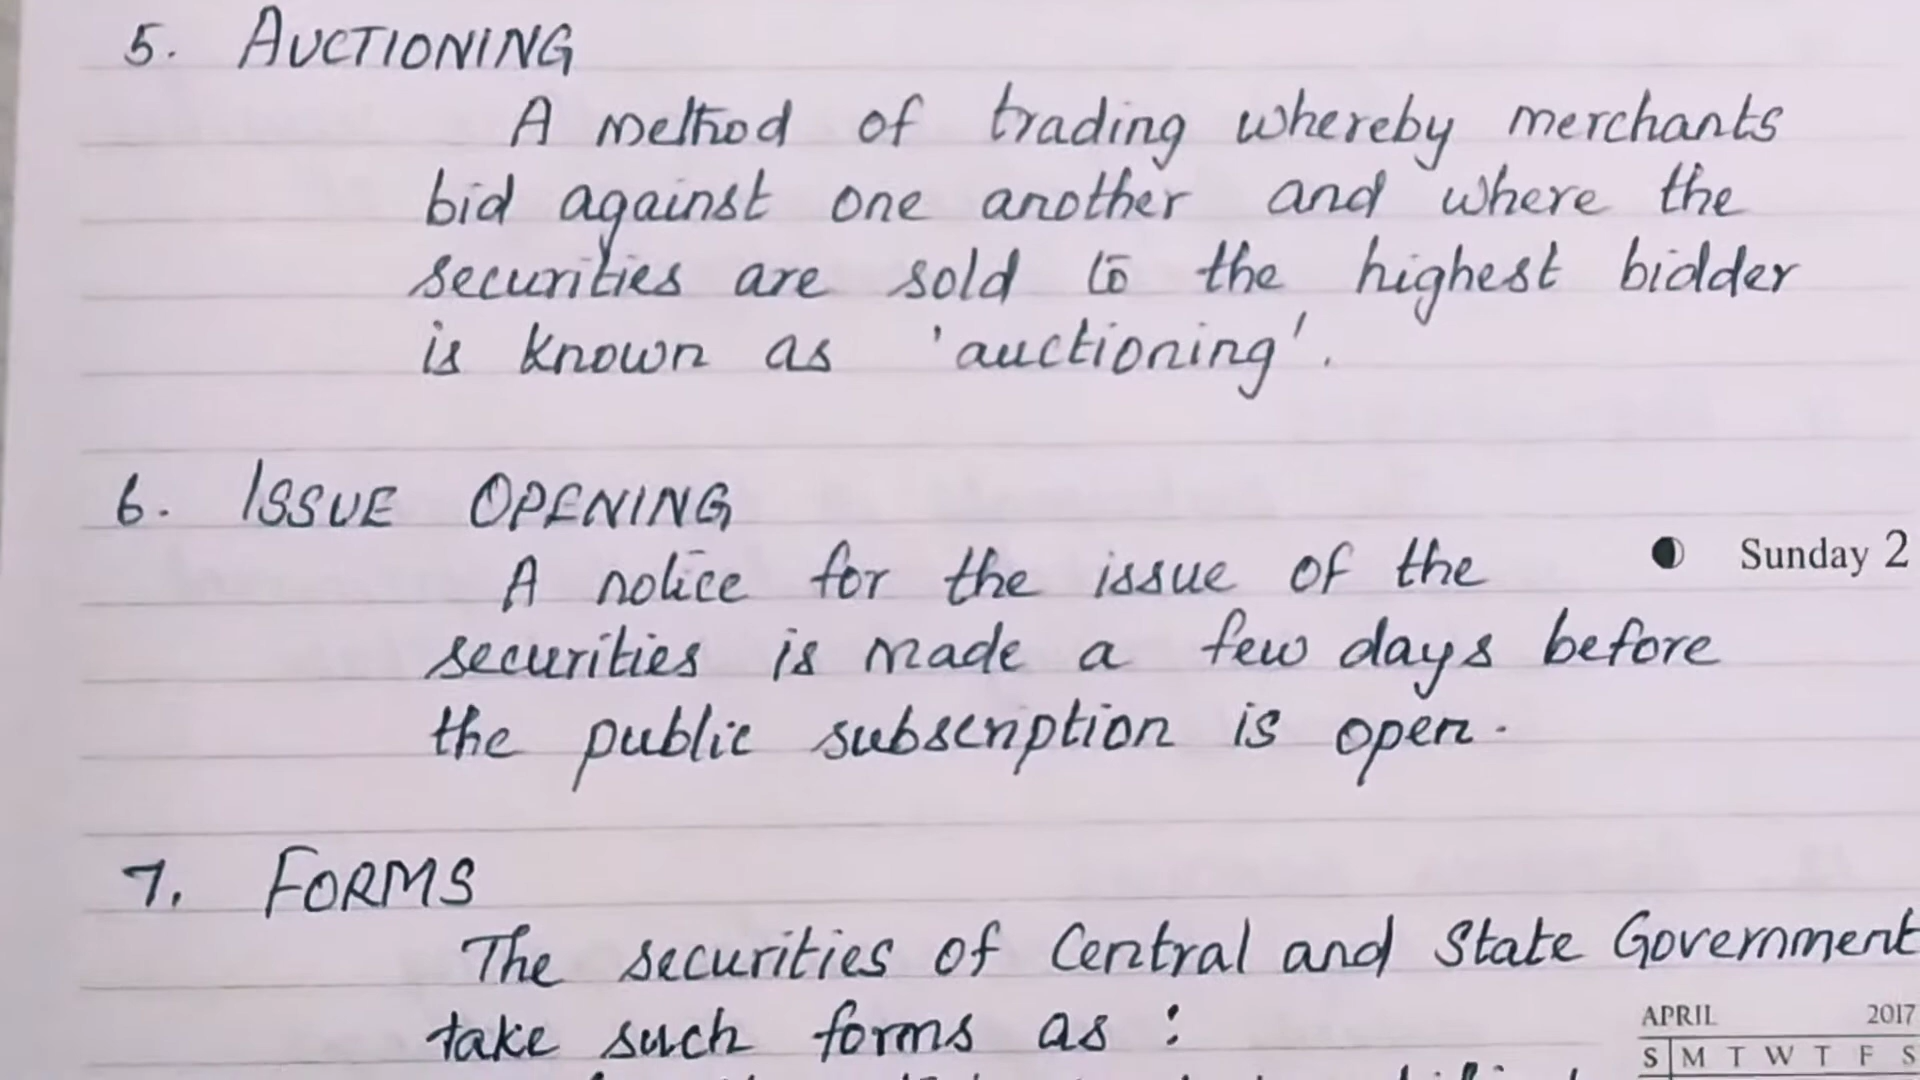 5. AUCTIONING
A method of trading whereby merchants
bid against one another and where the
securities are sold to the highest bidder
is known as 'auctioning'.
6. ISSUE OPENING
A notice for the issue of the
Sunday 2
securities is made a few days before
the public subscription is open.
7. FORMS
The securities of Central and State Government
take such forms as :
APRIL 2017
S M T W T F S